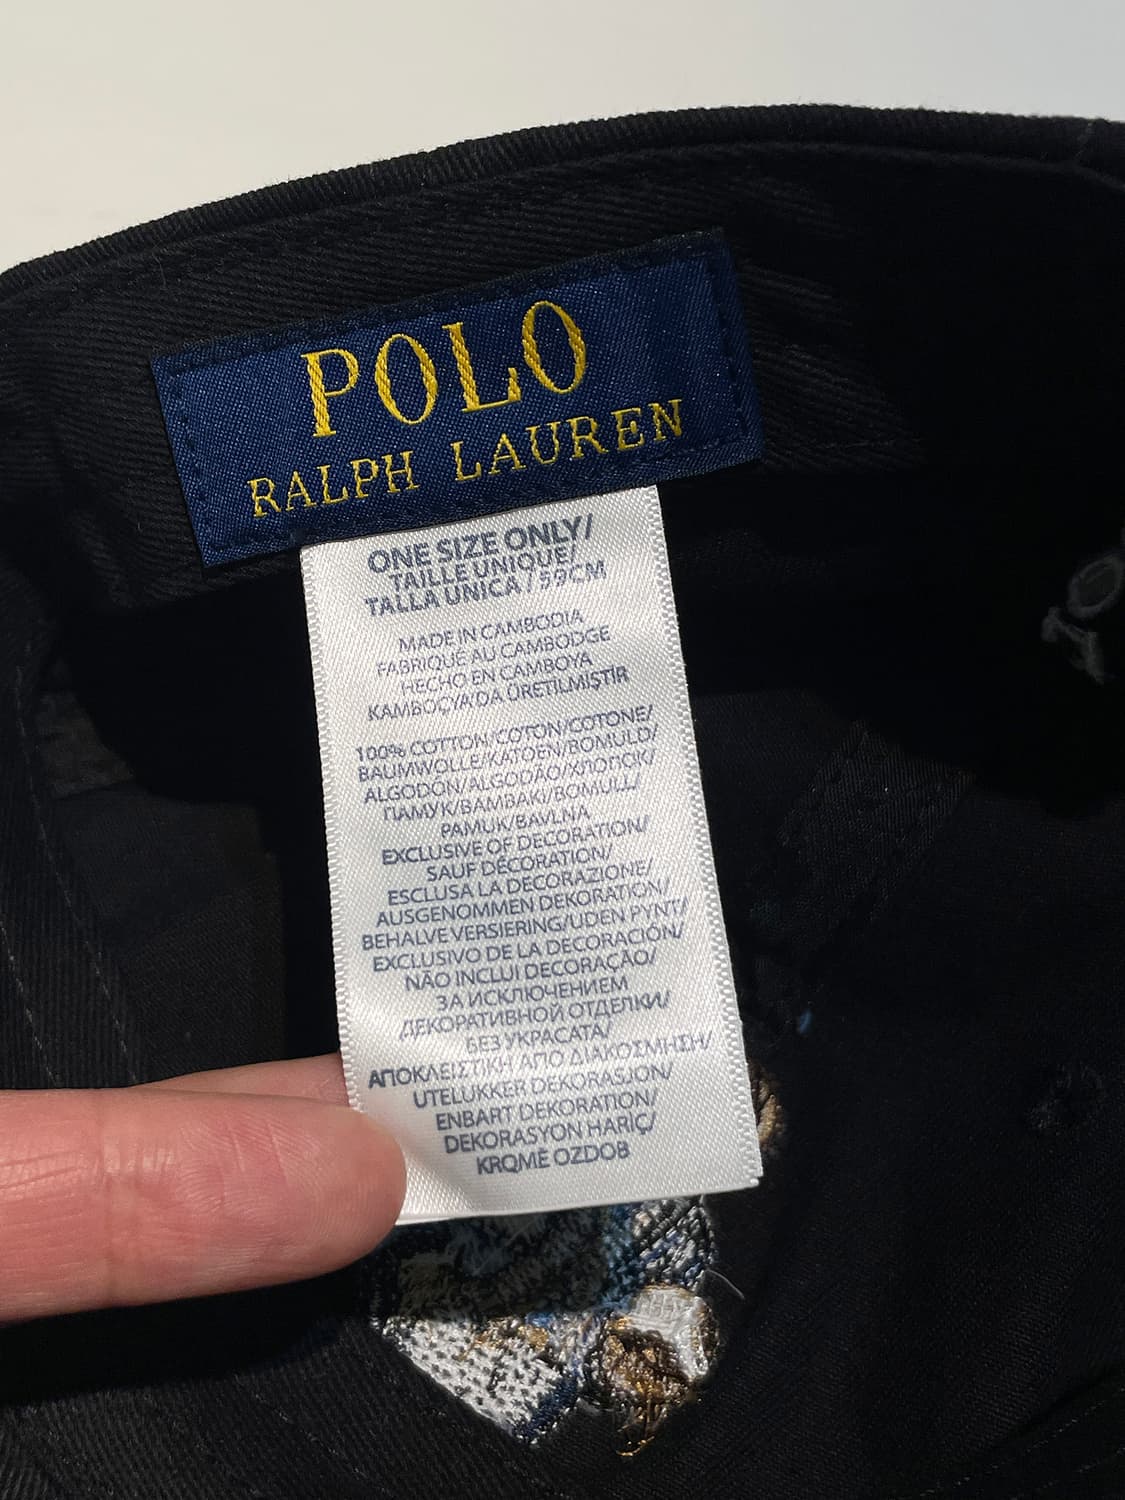 POLO
RALPH LAUREN
ONE SIZE ONLY/
TAILLE UNIQUE/
TALLA UNICA / 59CM
MADE IN CAMBODIA
FABRIQUÉ AU CAMBODGE
HECHO EN CAMBOYA
KAMBOÇYA'DA ÜRETILMIŞTIR
100% COTTON/COTON/COTONE/
BAUMWOLLE/KATOEN/BOMULD/
ALGODON/ALGODÃO/ХЛОПОК/
ПАМУК/ΒΑΜΒΑΚΙ/BOMULL/
PAMUK/BAVLNA
EXCLUSIVE OF DECORATION/
SAUF DÉCORATION/
ESCLUSA LA DECORAZIONE/
AUSGENOMMEN DEKORATION/
BEHALVE VERSIERING/UDEN PYNT/
EXCLUSIVO DE LA DECORACIÓN/
NÃO INCLUI DECORAÇÃO/
ЗА ИСКЛЮЧЕНИЕМ
ДЕКОРАТИВНОЙ ОТДЕЛКИ/
БЕЗ УКРАСАТА/
ΑΠΟΚΛΕΙΣΤΙΚΗ ΑΠΟ ΔΙΑΚΟΣΜΗΣΗ/
UTELUKKER DEKORASJON/
ENBART DEKORATION/
DEKORASYON HARIÇ/
KRQMĚ OZDOB